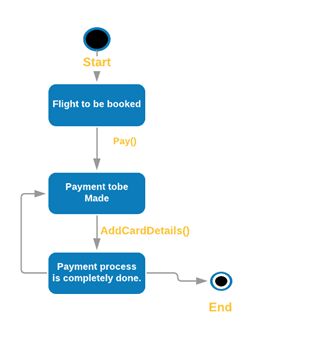 Start
Flight to be booked
Pay()
Payment tobe
Made
AddCardDetails()
Payment process
is completely done.
End